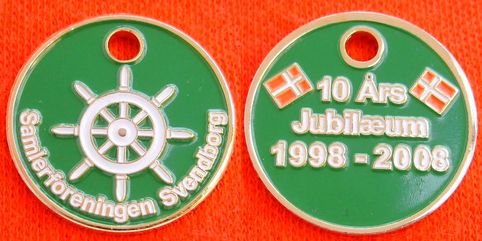 Samlerforeningen Svendborg
10 Års
Jubilæum
1998 - 2008